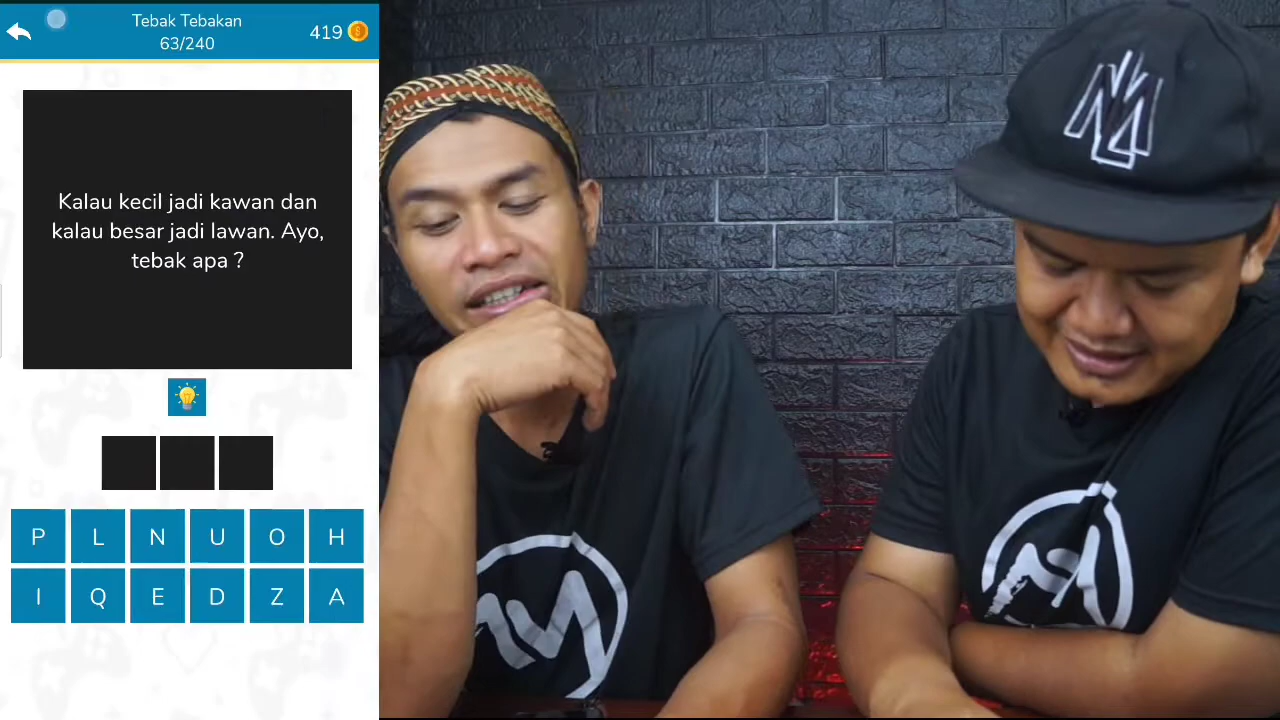 Tebak Tebakan
63/240
419
Kalau kecil jadi kawan dan
kalau besar jadi lawan. Ayo,
tebak apa ?
P L N U O H
I Q E D Z A